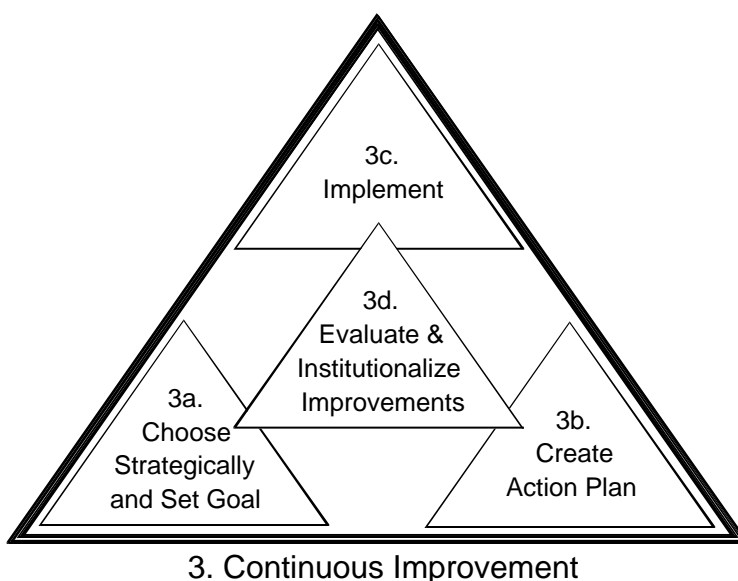 3c.
Implement
3d.
Evaluate &
Institutionalize
Improvements
3a.
Choose
Strategically
and Set Goal
3b.
Create
Action Plan
3. Continuous Improvement